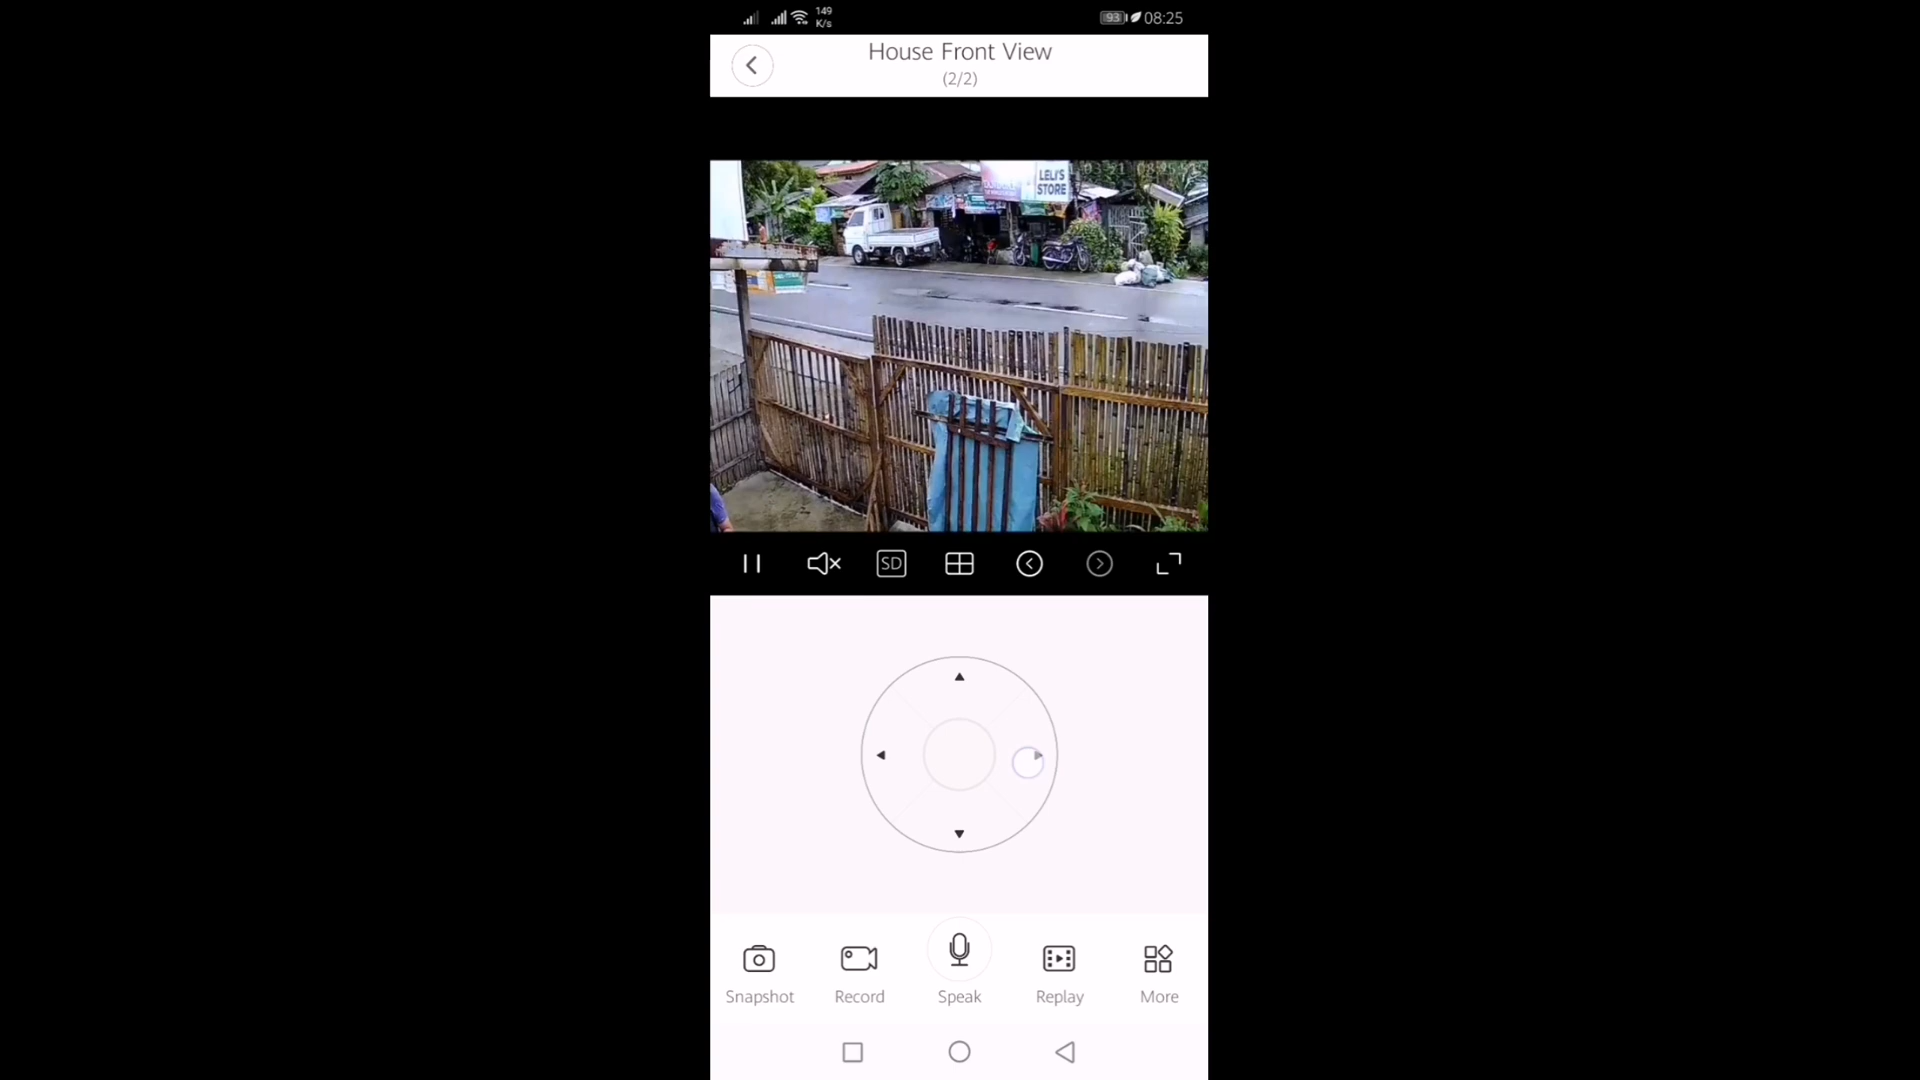 149
K/s
93
08:25
House Front View
(2/2)
LELI'S
STORE
SD
Snapshot
Record
Speak
Replay
More